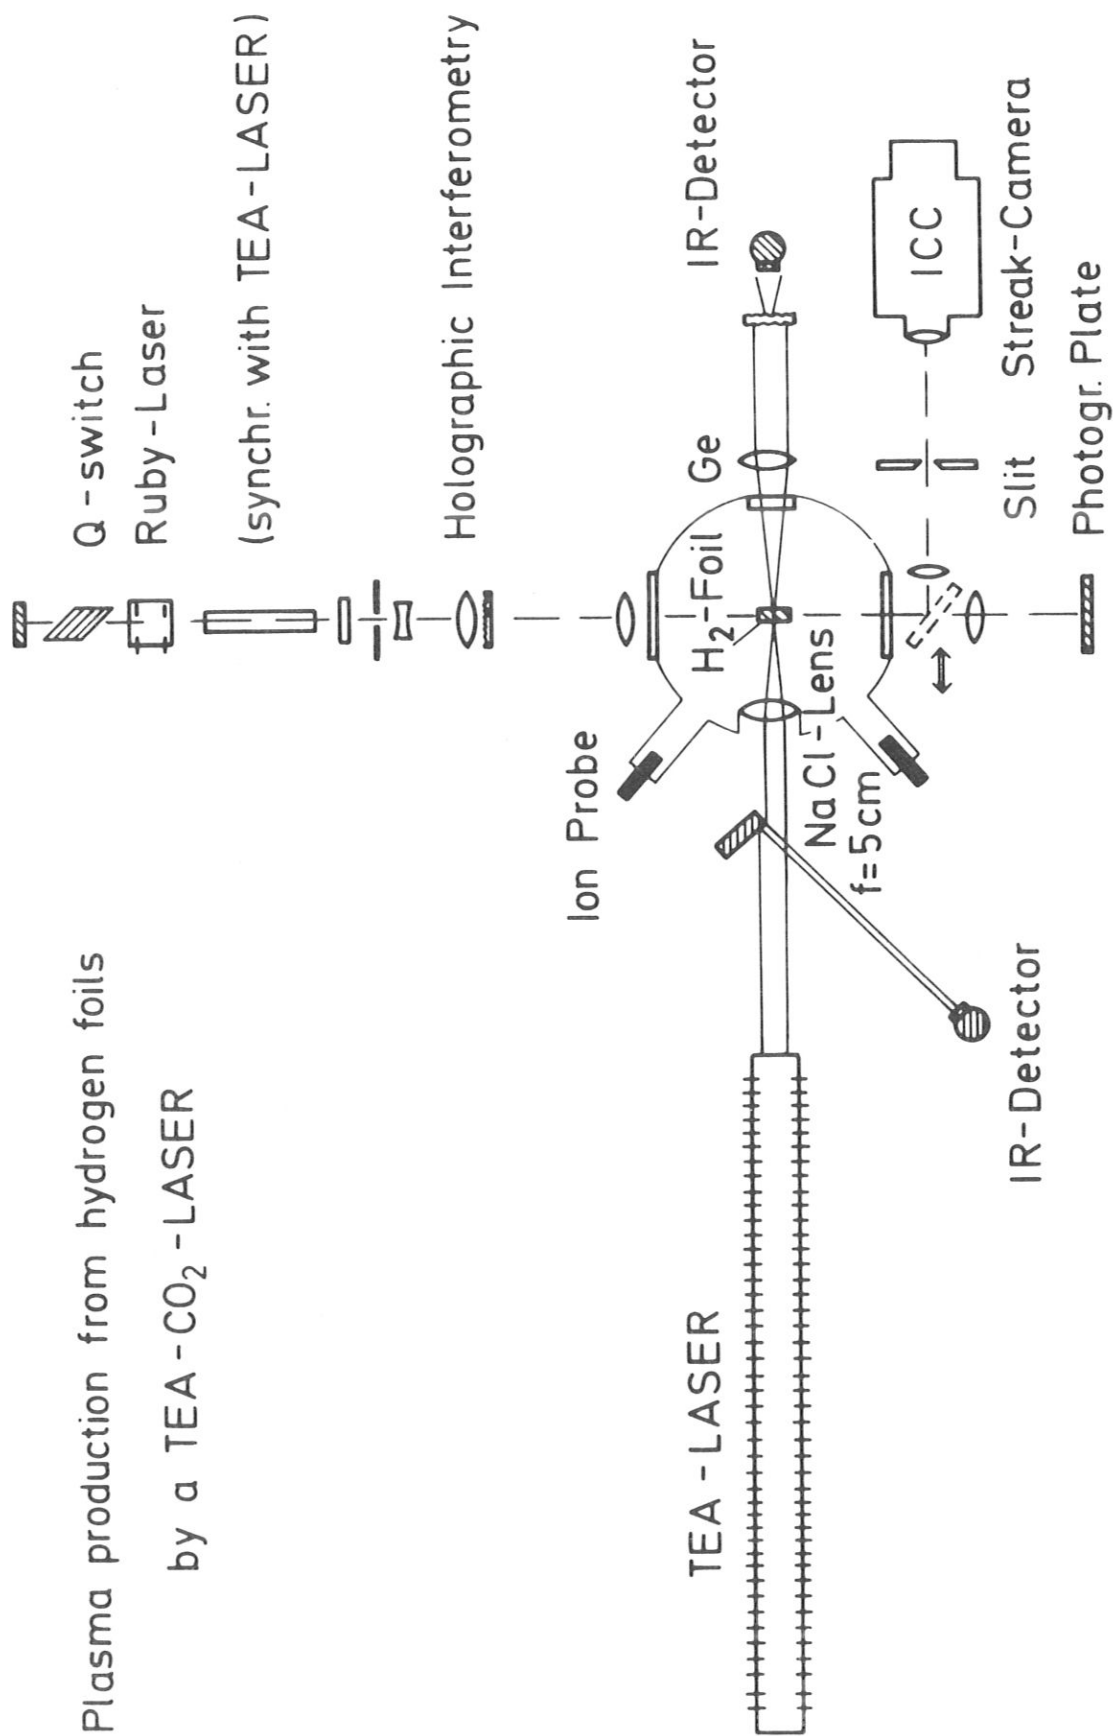 Plasma production from hydrogen foils
by a TEA-CO₂-LASER
Q-switch
Ruby-Laser
(synchr. with TEA-LASER)
Holographic Interferometry
Ion Probe
H₂-Foil
Ge
IR-Detector
TEA-LASER
NaCl-Lens
f=5cm
ICC
IR-Detector
Slit
Streak-Camera
Photogr. Plate